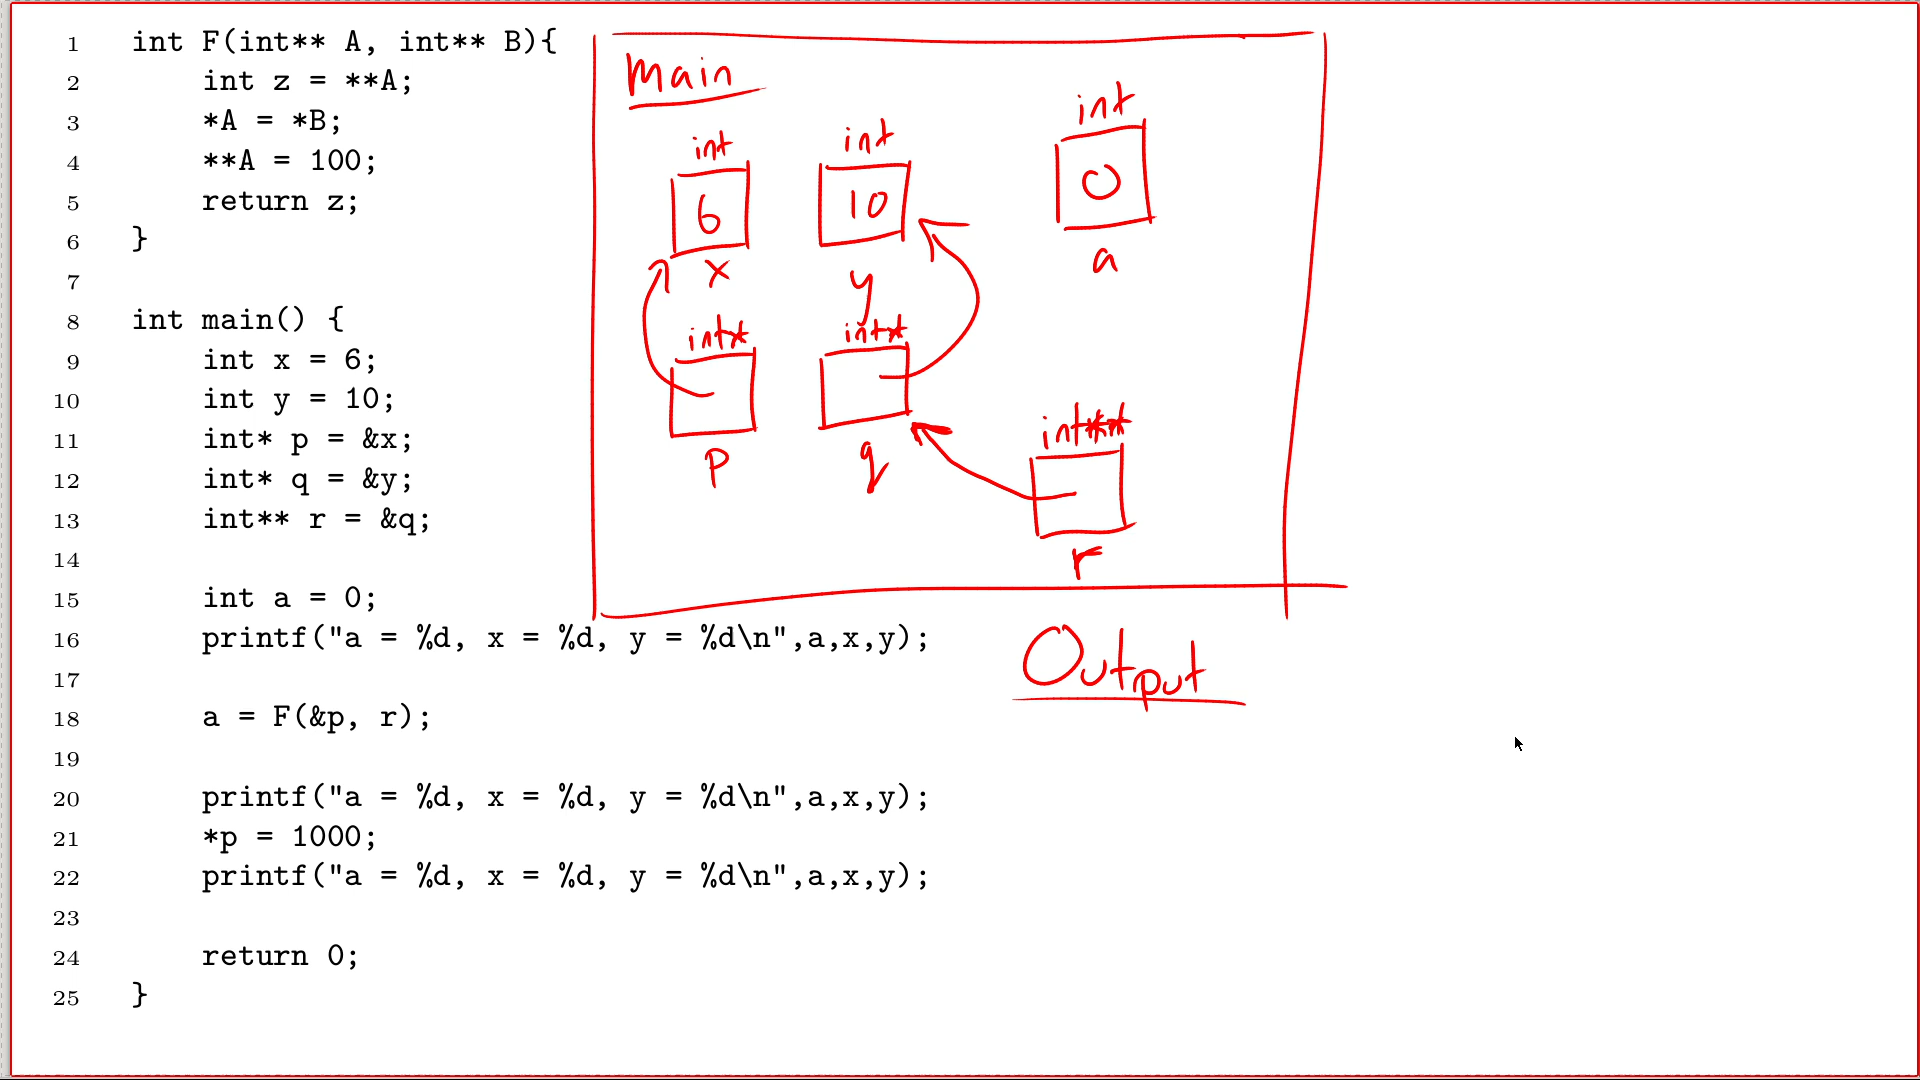 1 int F(int** A, int** B){
2 int z = **A;
3 *A = *B;
4 **A = 100;
5 return z;
6 }
7
8 int main() {
9 int x = 6;
10 int y = 10;
11 int* p = &x;
12 int* q = &y;
13 int** r = &q;
14
15 int a = 0;
16 printf("a = %d, x = %d, y = %d\n",a,x,y);
17
18 a = F(&p, r);
19
20 printf("a = %d, x = %d, y = %d\n",a,x,y);
21 *p = 1000;
22 printf("a = %d, x = %d, y = %d\n",a,x,y);
23
24 return 0;
25 }
Main
int int int
6 10 0
x y a
int* int*
p q
int**
r
Output